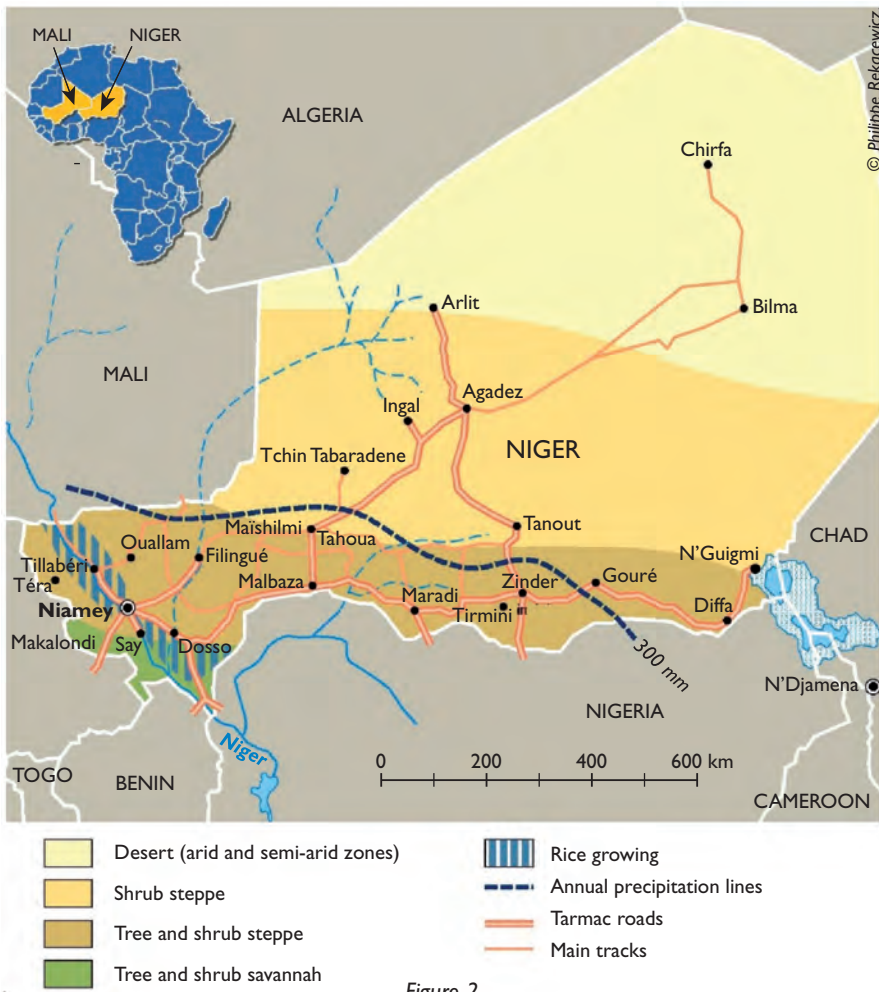 MALI
NIGER
© Philippe Rekacewicz
ALGERIA
Chirfa
Arlit
Bilma
MALI
Agadez
Ingal
NIGER
Tchin Tabaradene
CHAD
Maïshilmi
Tahoua
Tanout
Ouallam
Filingué
N'Guigmi
Tillabéri
Téra
Malbaza
Zinder
Gouré
Niamey
Maradi
Tirmini
Diffa
Makalondi
Say
Dosso
300 mm
N'Djamena
NIGERIA
Niger
0 200 400 600 km
TOGO
BENIN
CAMEROON
Desert (arid and semi-arid zones)
Shrub steppe
Tree and shrub steppe
Tree and shrub savannah
Rice growing
Annual precipitation lines
Tarmac roads
Main tracks
Figure 2